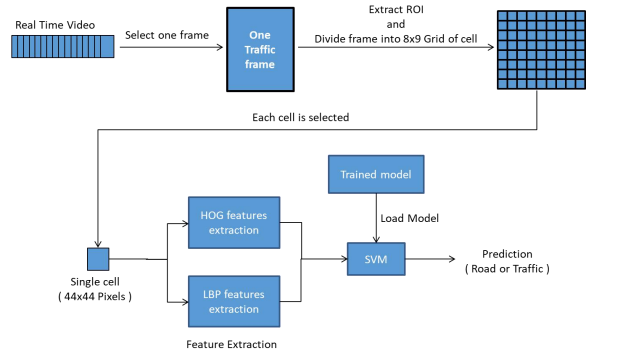 Real Time Video
Select one frame
One
Traffic
frame
Extract ROI
and
Divide frame into 8x9 Grid of cell
Each cell is selected
Trained model
Load Model
HOG features
extraction
SVM
Prediction
( Road or Traffic )
Single cell
( 44x44 Pixels )
LBP features
extraction
Feature Extraction